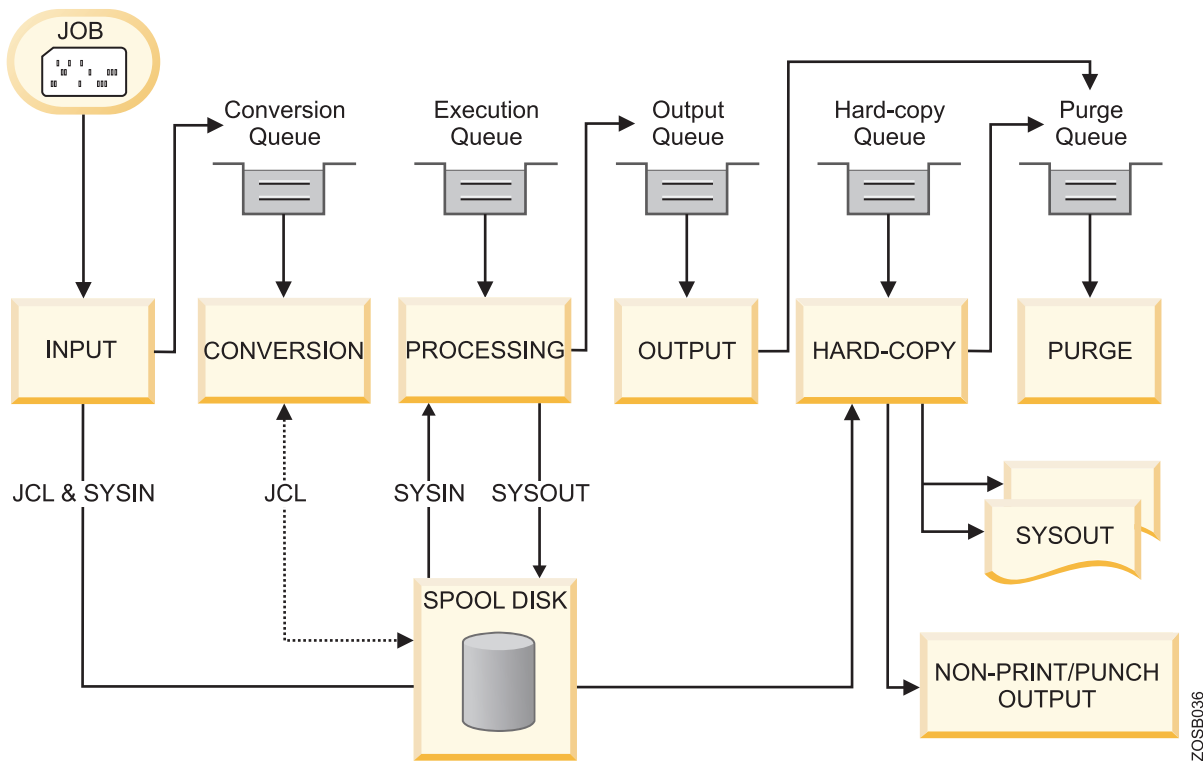 JOB
Conversion
Queue
Execution
Queue
Output
Queue
Hard-copy
Queue
Purge
Queue
INPUT
CONVERSION
PROCESSING
OUTPUT
HARD-COPY
PURGE
JCL & SYSIN
JCL
SYSIN
SYSOUT
SYSOUT
SPOOL DISK
NON-PRINT/PUNCH
OUTPUT
ZOSB036